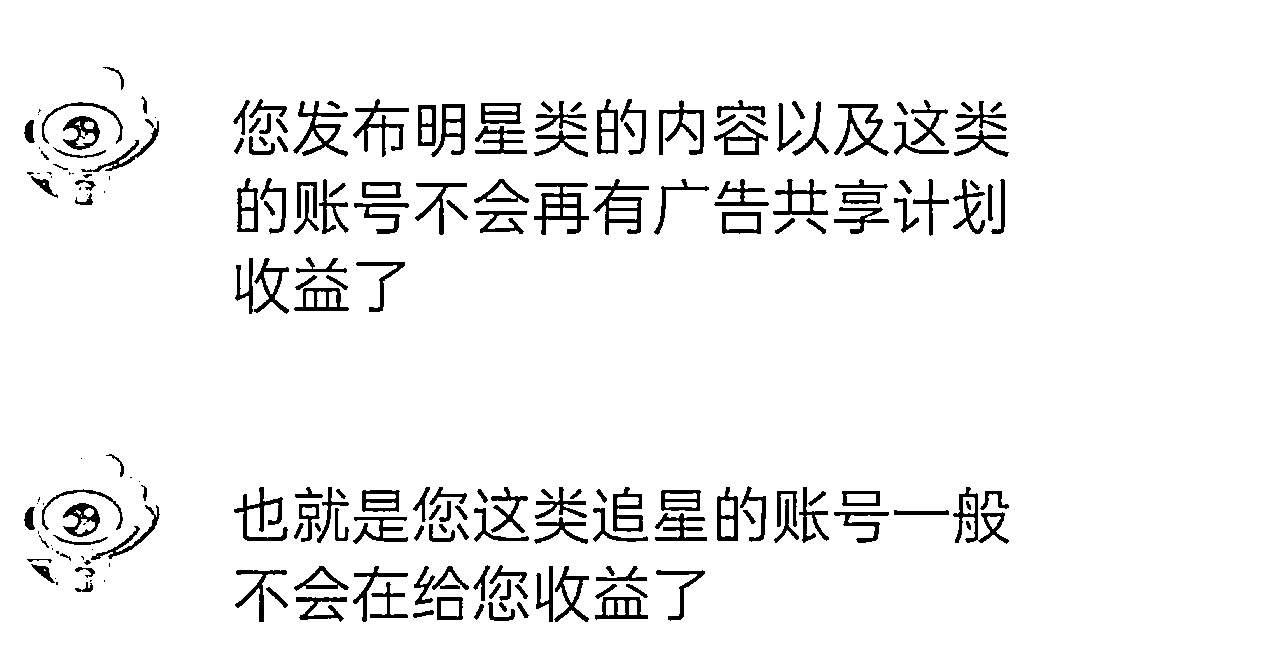 您发布明星类的内容以及这类
的账号不会再有广告共享计划
收益了
也就是您这类追星的账号一般
不会在给您收益了